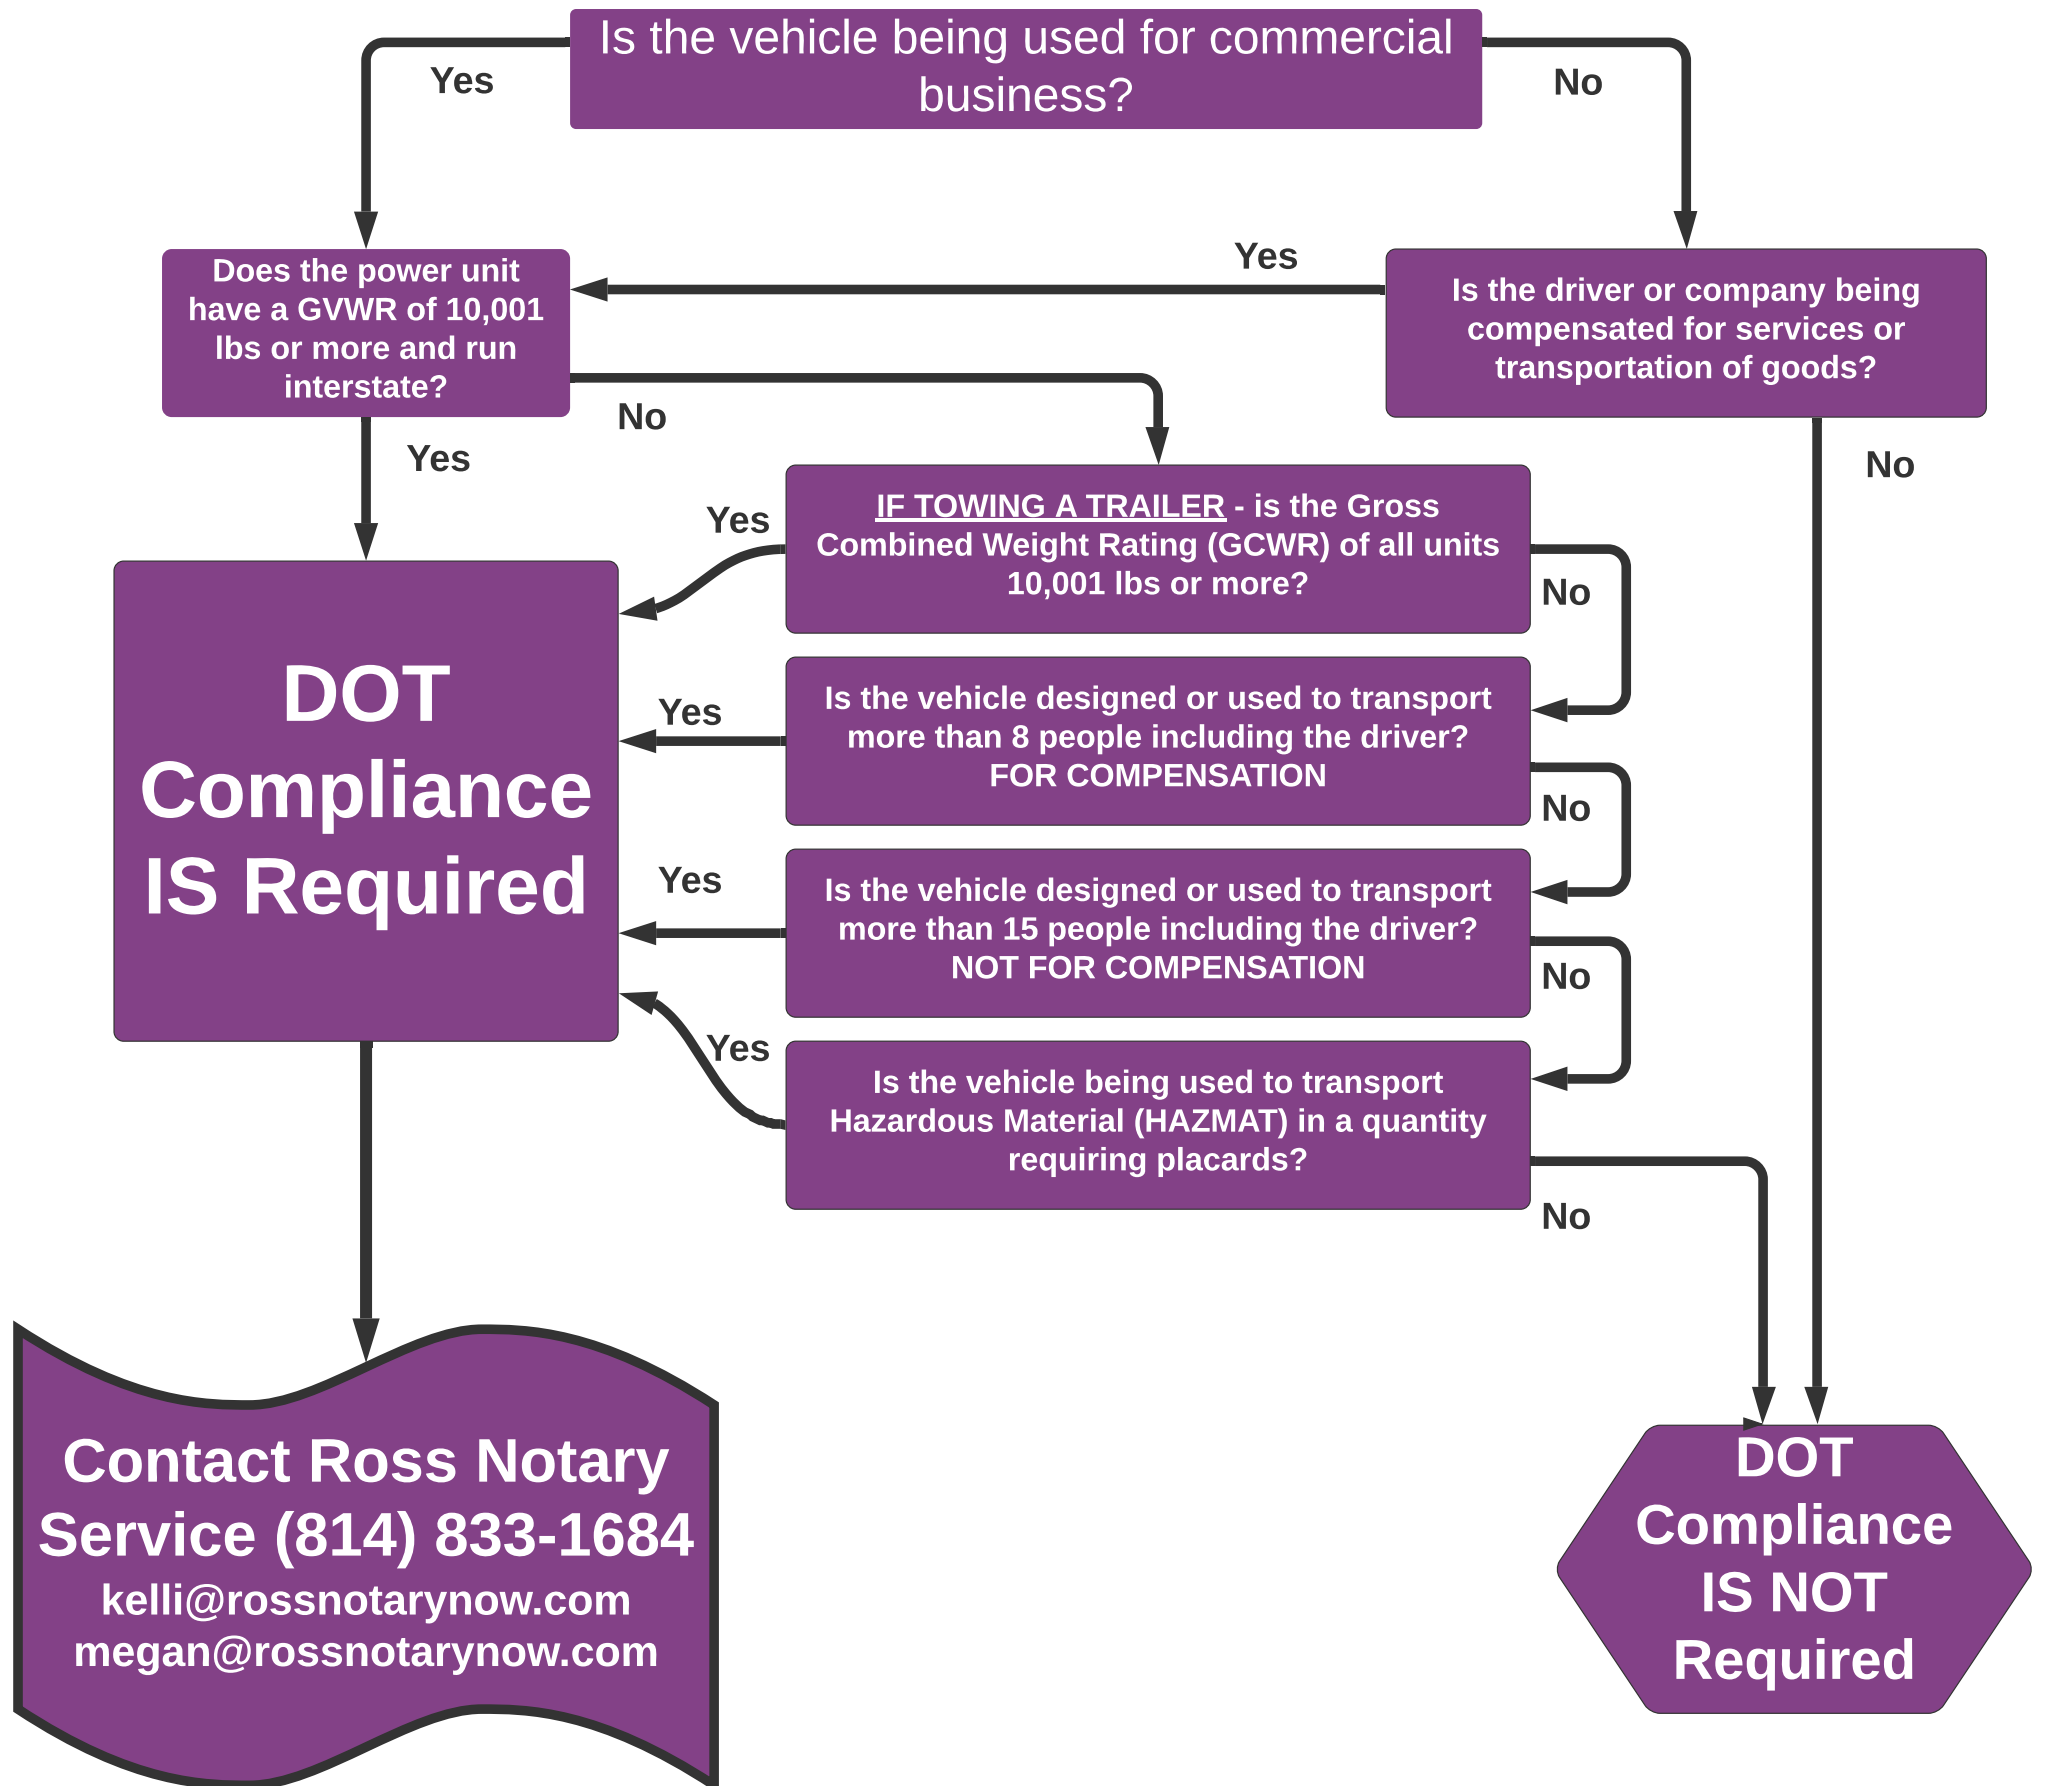 Is the vehicle being used for commercial
business?
Yes
No
Does the power unit
have a GVWR of 10,001
lbs or more and run
interstate?
Yes
Is the driver or company being
compensated for services or
transportation of goods?
No
Yes
No
IF TOWING A TRAILER - is the Gross
Combined Weight Rating (GCWR) of all units
10,001 lbs or more?
Yes
No
Is the vehicle designed or used to transport
more than 8 people including the driver?
FOR COMPENSATION
Yes
No
Is the vehicle designed or used to transport
more than 15 people including the driver?
NOT FOR COMPENSATION
Yes
No
Is the vehicle being used to transport
Hazardous Material (HAZMAT) in a quantity
requiring placards?
Yes
No
DOT
Compliance
IS Required
Contact Ross Notary
Service (814) 833-1684
kelli@rossnotarynow.com
megan@rossnotarynow.com
DOT
Compliance
IS NOT
Required